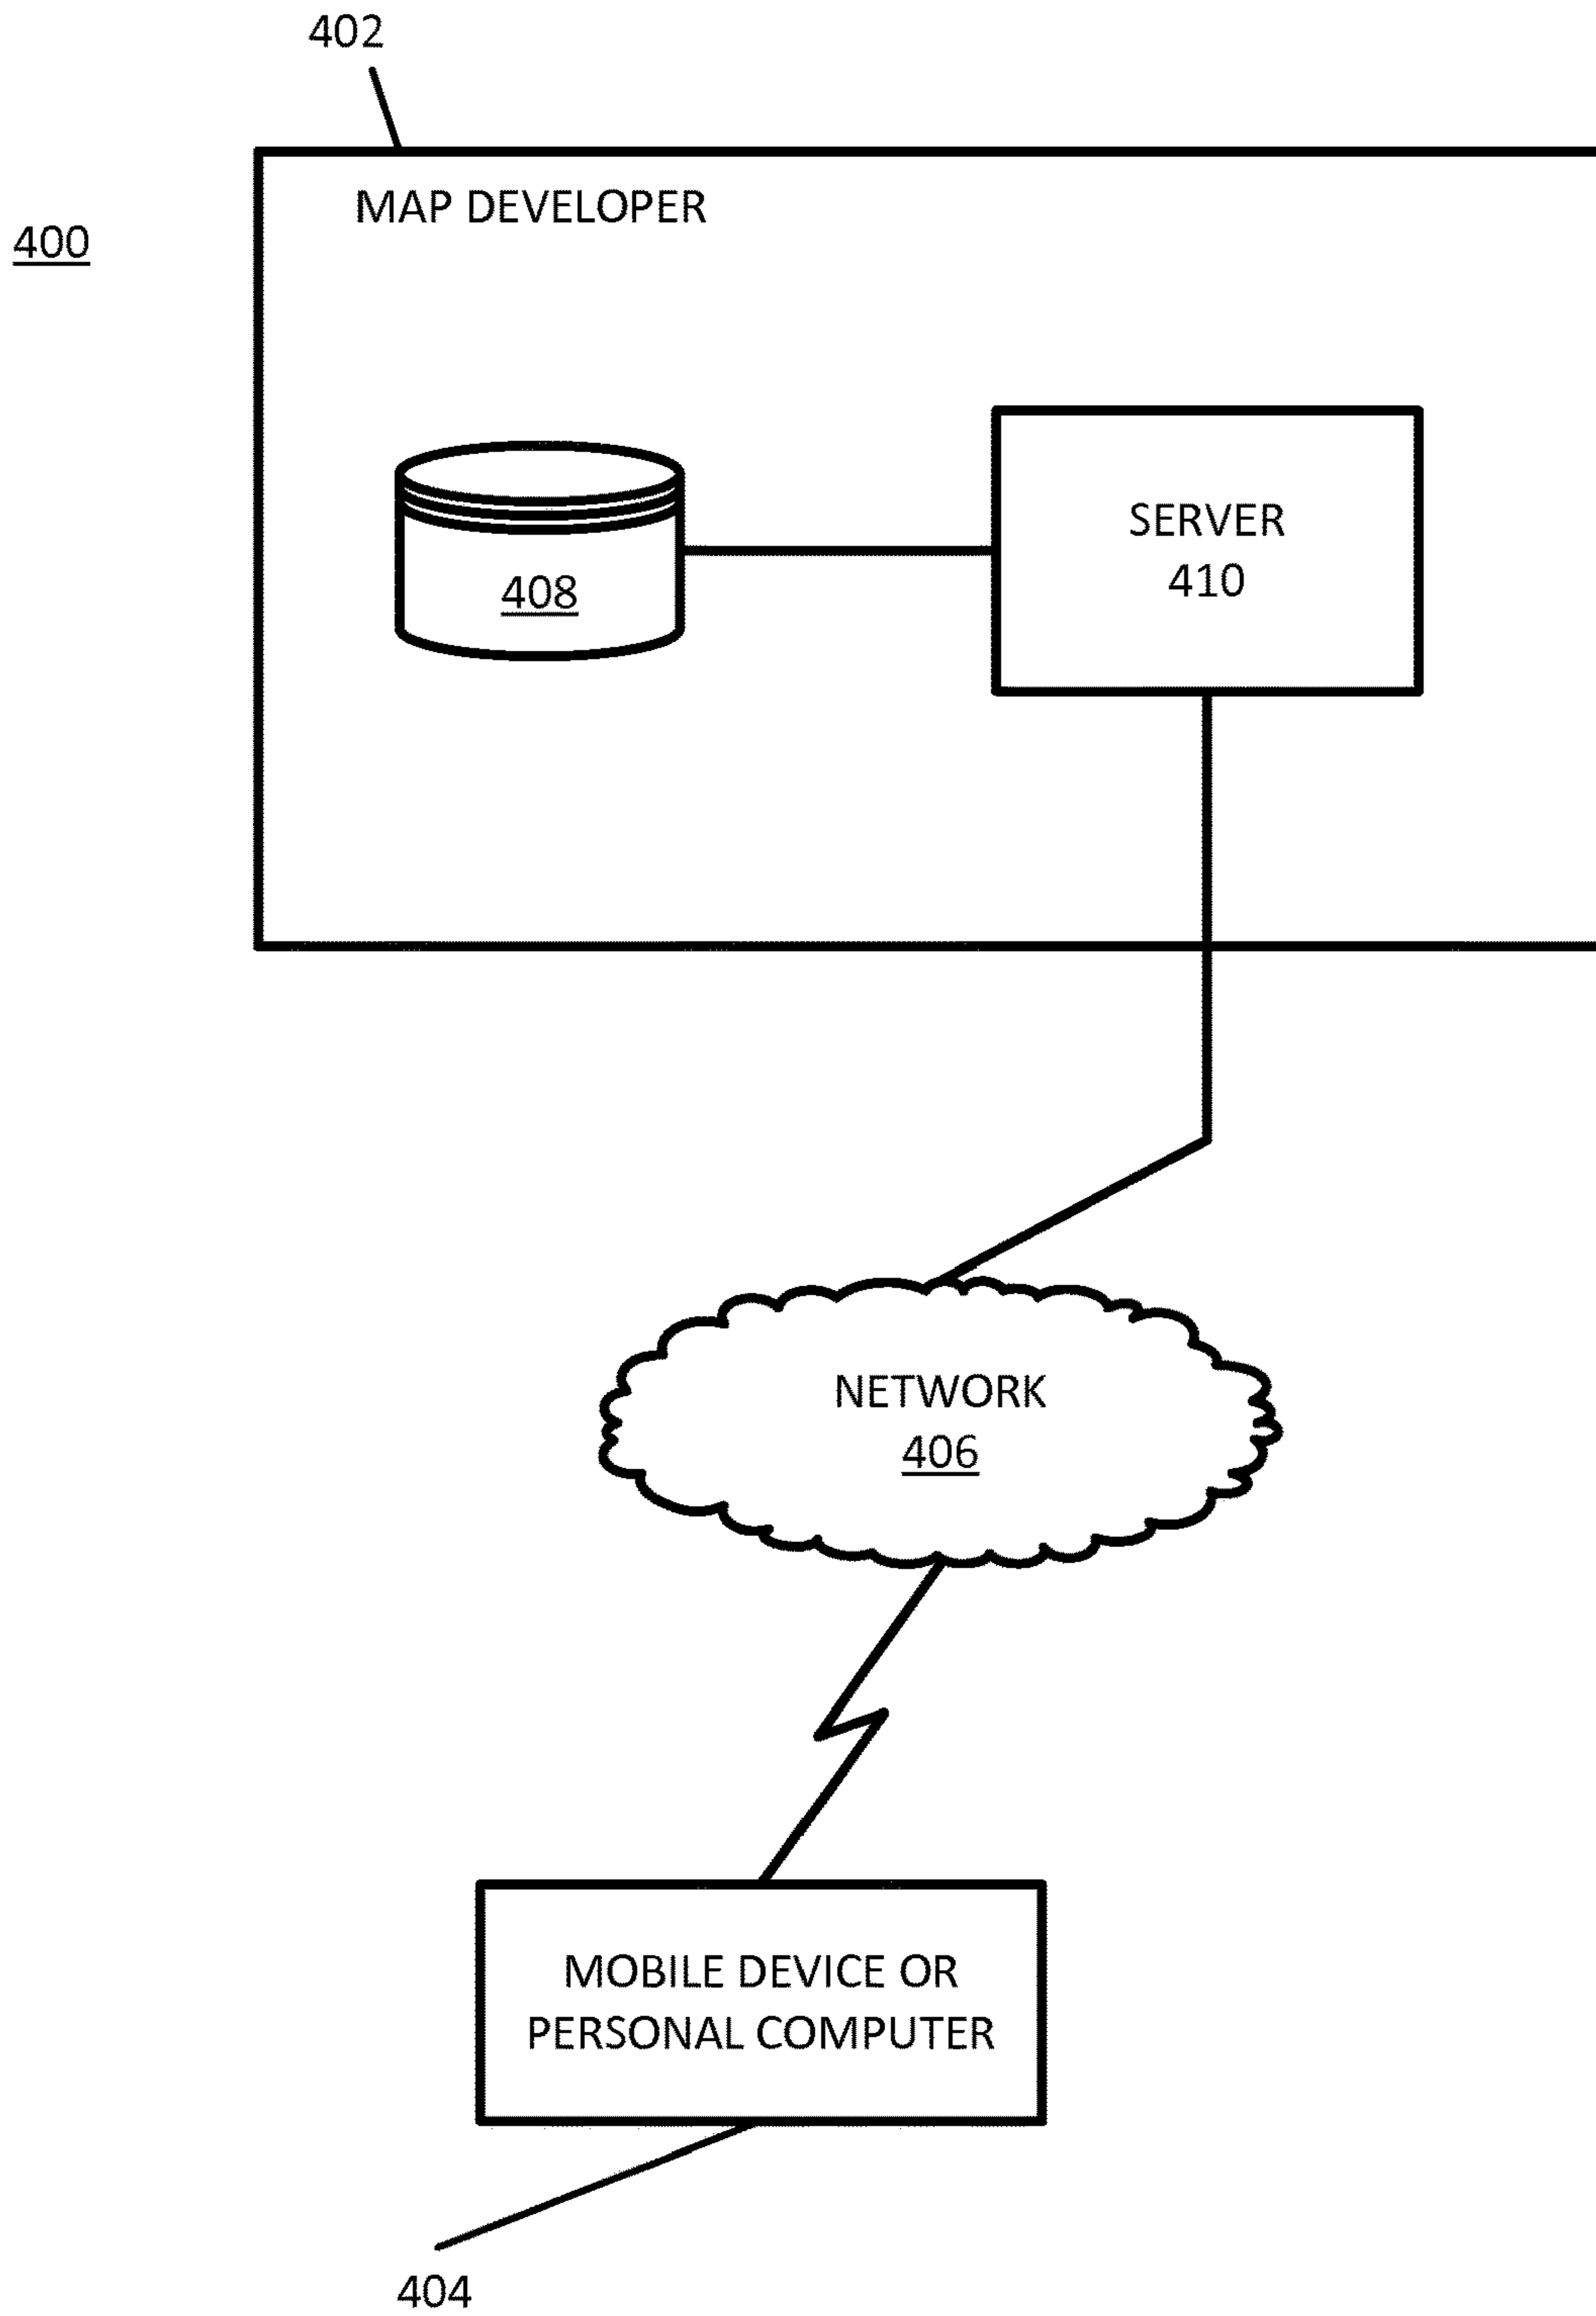 402
MAP DEVELOPER
400
SERVER
410
408
NETWORK
406
MOBILE DEVICE OR
PERSONAL COMPUTER
404